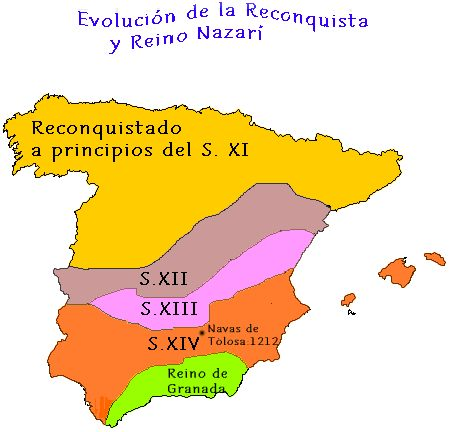 Evolución de la Reconquista
y Reino Nazarí
Reconquistado
a principios del S. XI
S.XII
S.XIII
S.XIV
Navas de
Tolosa:1212
Reino de
Granada